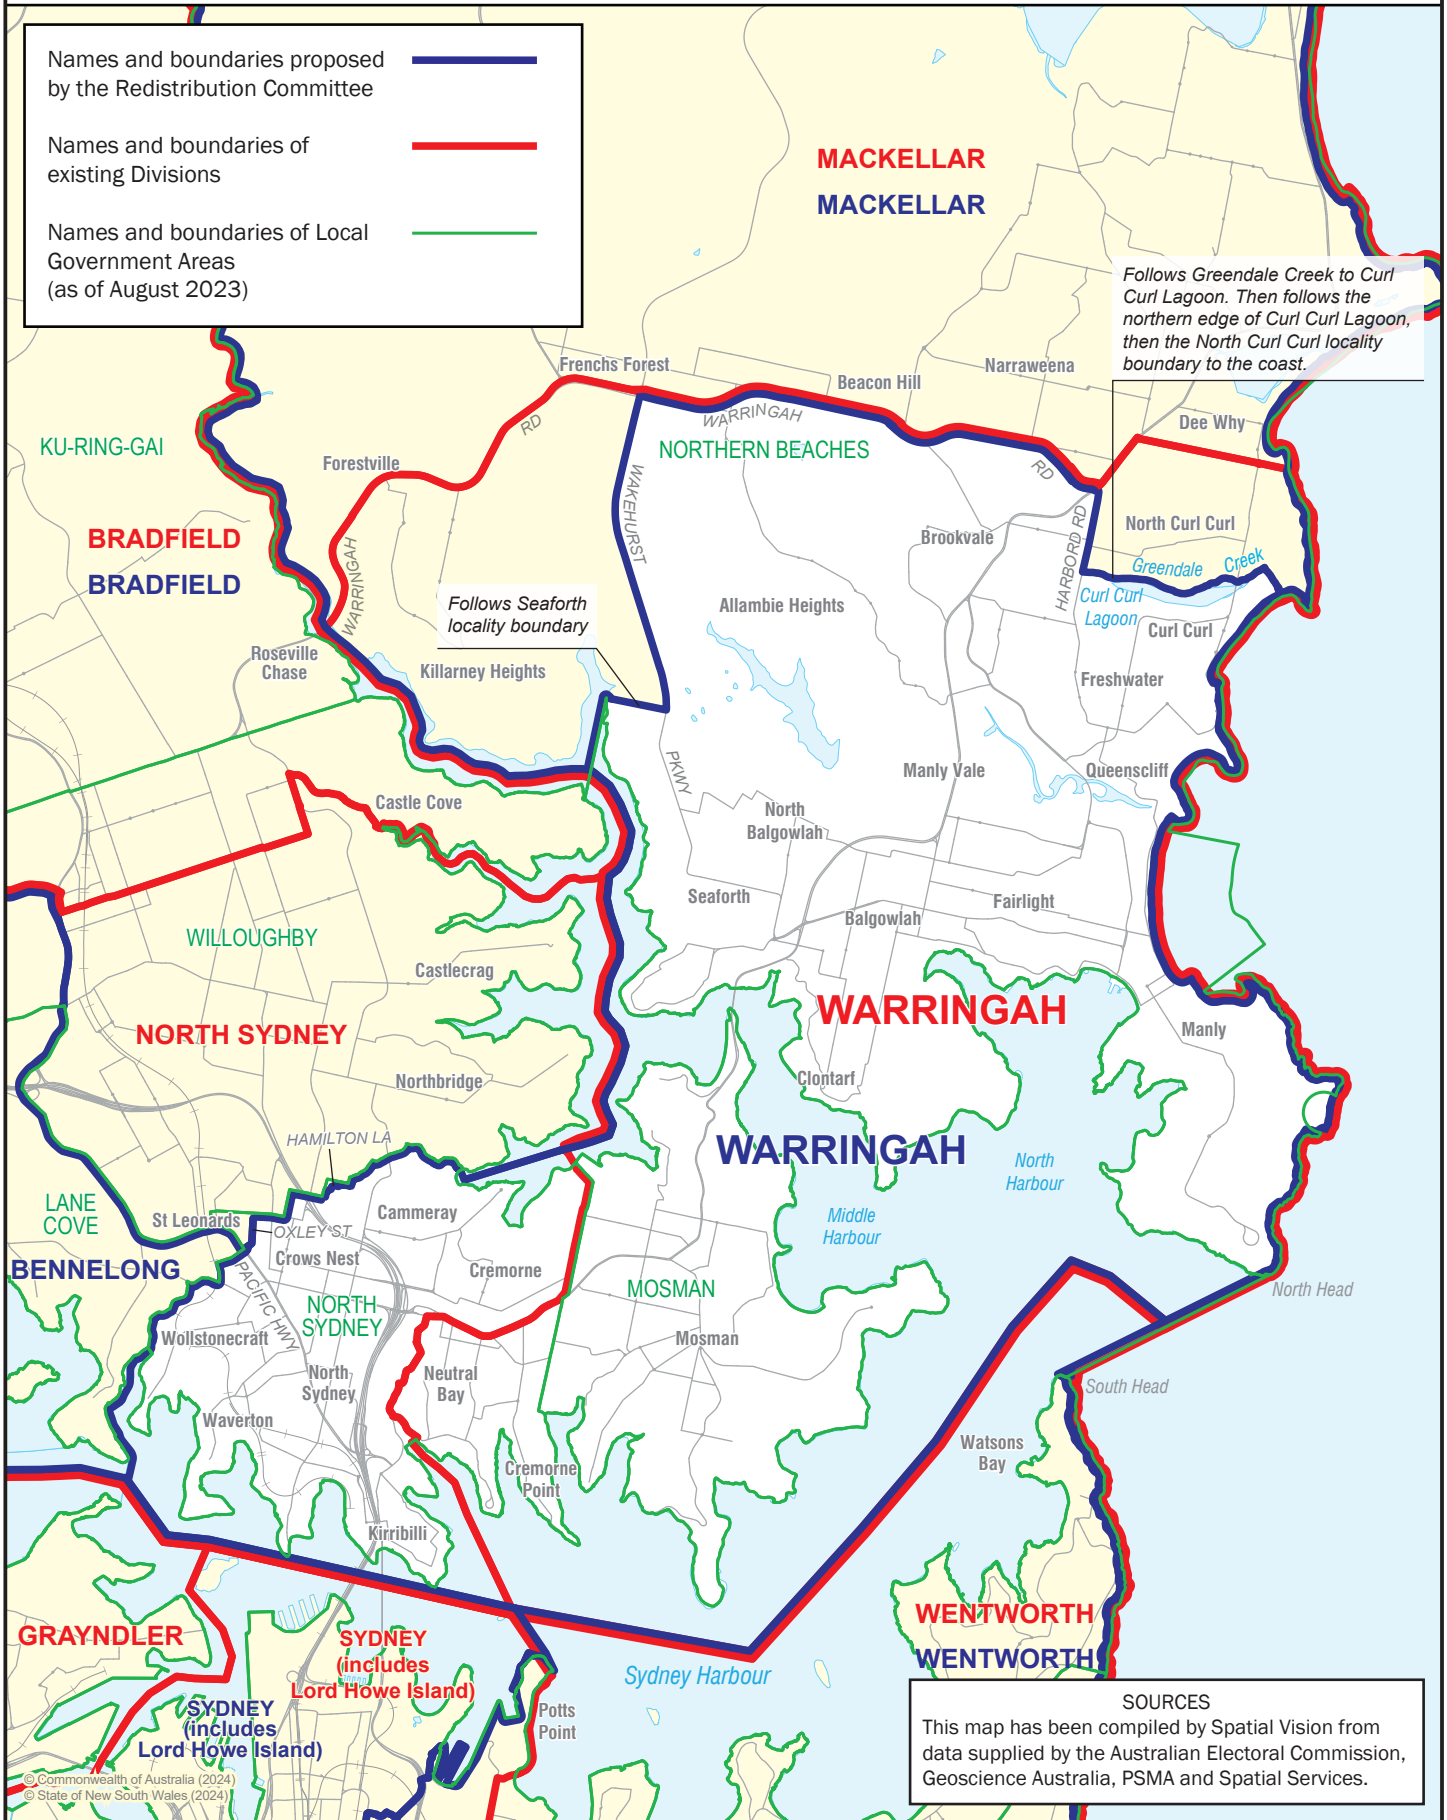 Names and boundaries proposed
by the Redistribution Committee
Names and boundaries of
existing Divisions
Names and boundaries of Local
Government Areas
(as of August 2023)
MACKELLAR
MACKELLAR
Follows Greendale Creek to Curl
Curl Lagoon. Then follows the
northern edge of Curl Curl Lagoon,
then the North Curl Curl locality
boundary to the coast.
Frenchs Forest
Beacon Hill
Narraweena
Dee Why
WARRINGAH
RD
KU-RING-GAI
Forestville
NORTHERN BEACHES
RD
WAKEHURST
BRADFIELD
BRADFIELD
WARRINGAH
Brookvale
HARBORD RD
North Curl Curl
Greendale
Creek
Follows Seaforth
locality boundary
Allambie Heights
Curl Curl
Lagoon
Curl Curl
Roseville
Chase
Killarney Heights
Freshwater
PKWY
Manly Vale
Queenscliff
Castle Cove
North
Balgowlah
Seaforth
Balgowlah
Fairlight
WILLOUGHBY
Castlecrag
NORTH SYDNEY
WARRINGAH
Manly
Northbridge
Clontarf
HAMILTON LA
WARRINGAH
North
Harbour
LANE
COVE
St Leonards
OXLEY ST
Cammeray
Middle
Harbour
BENNELONG
Crows Nest
Cremorne
PACIFIC HWY
NORTH
SYDNEY
MOSMAN
North Head
Wollstonecraft
Mosman
North
Sydney
Neutral
Bay
South Head
Waverton
Watsons
Bay
Cremorne
Point
Kirribilli
GRAYNDLER
SYDNEY
(includes
Lord Howe Island)
WENTWORTH
WENTWORTH
Sydney Harbour
SYDNEY
(includes
Lord Howe Island)
Potts
Point
SOURCES
This map has been compiled by Spatial Vision from
data supplied by the Australian Electoral Commission,
Geoscience Australia, PSMA and Spatial Services.
© Commonwealth of Australia (2024)
© State of New South Wales (2024)